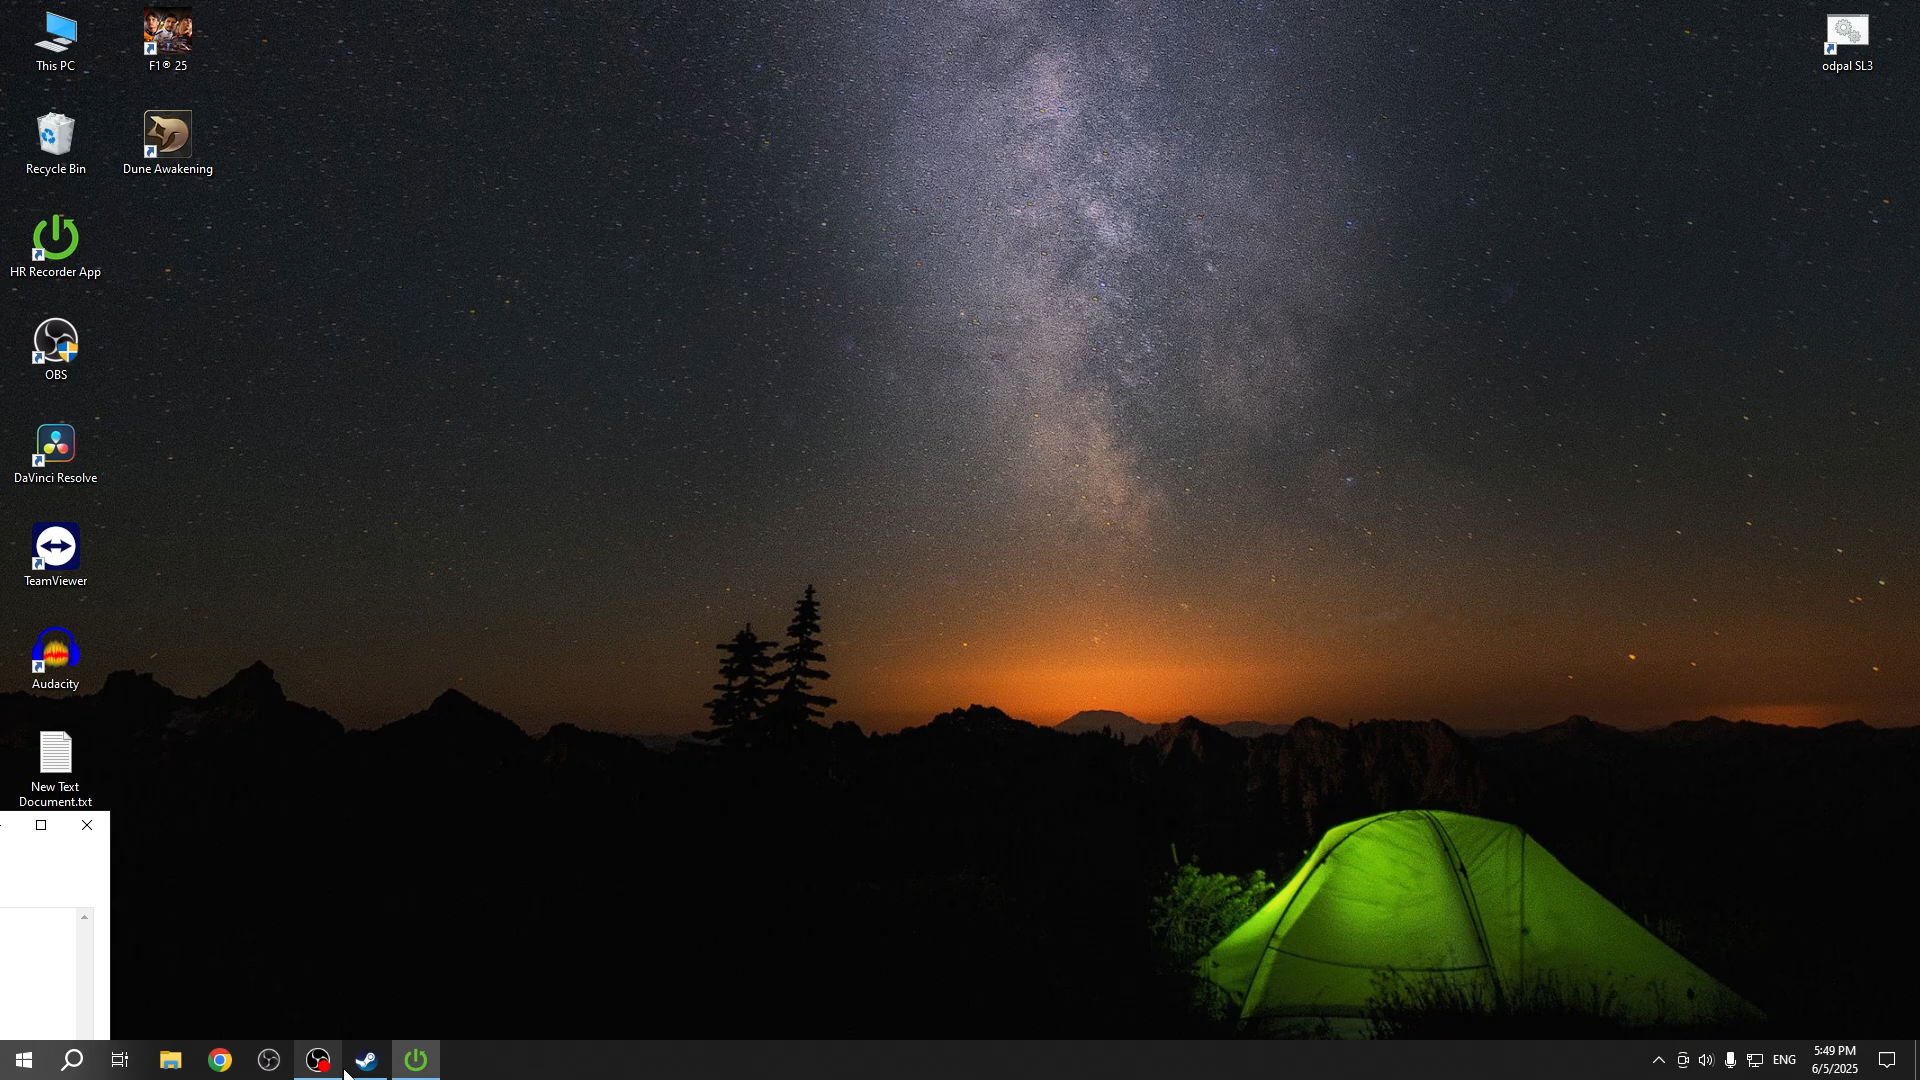 This PC
F1® 25
odpal SL3
Recycle Bin
Dune Awakening
HR Recorder App
OBS
DaVinci Resolve
TeamViewer
Audacity
New Text
Document.txt
ENG
5:49 PM
6/5/2025